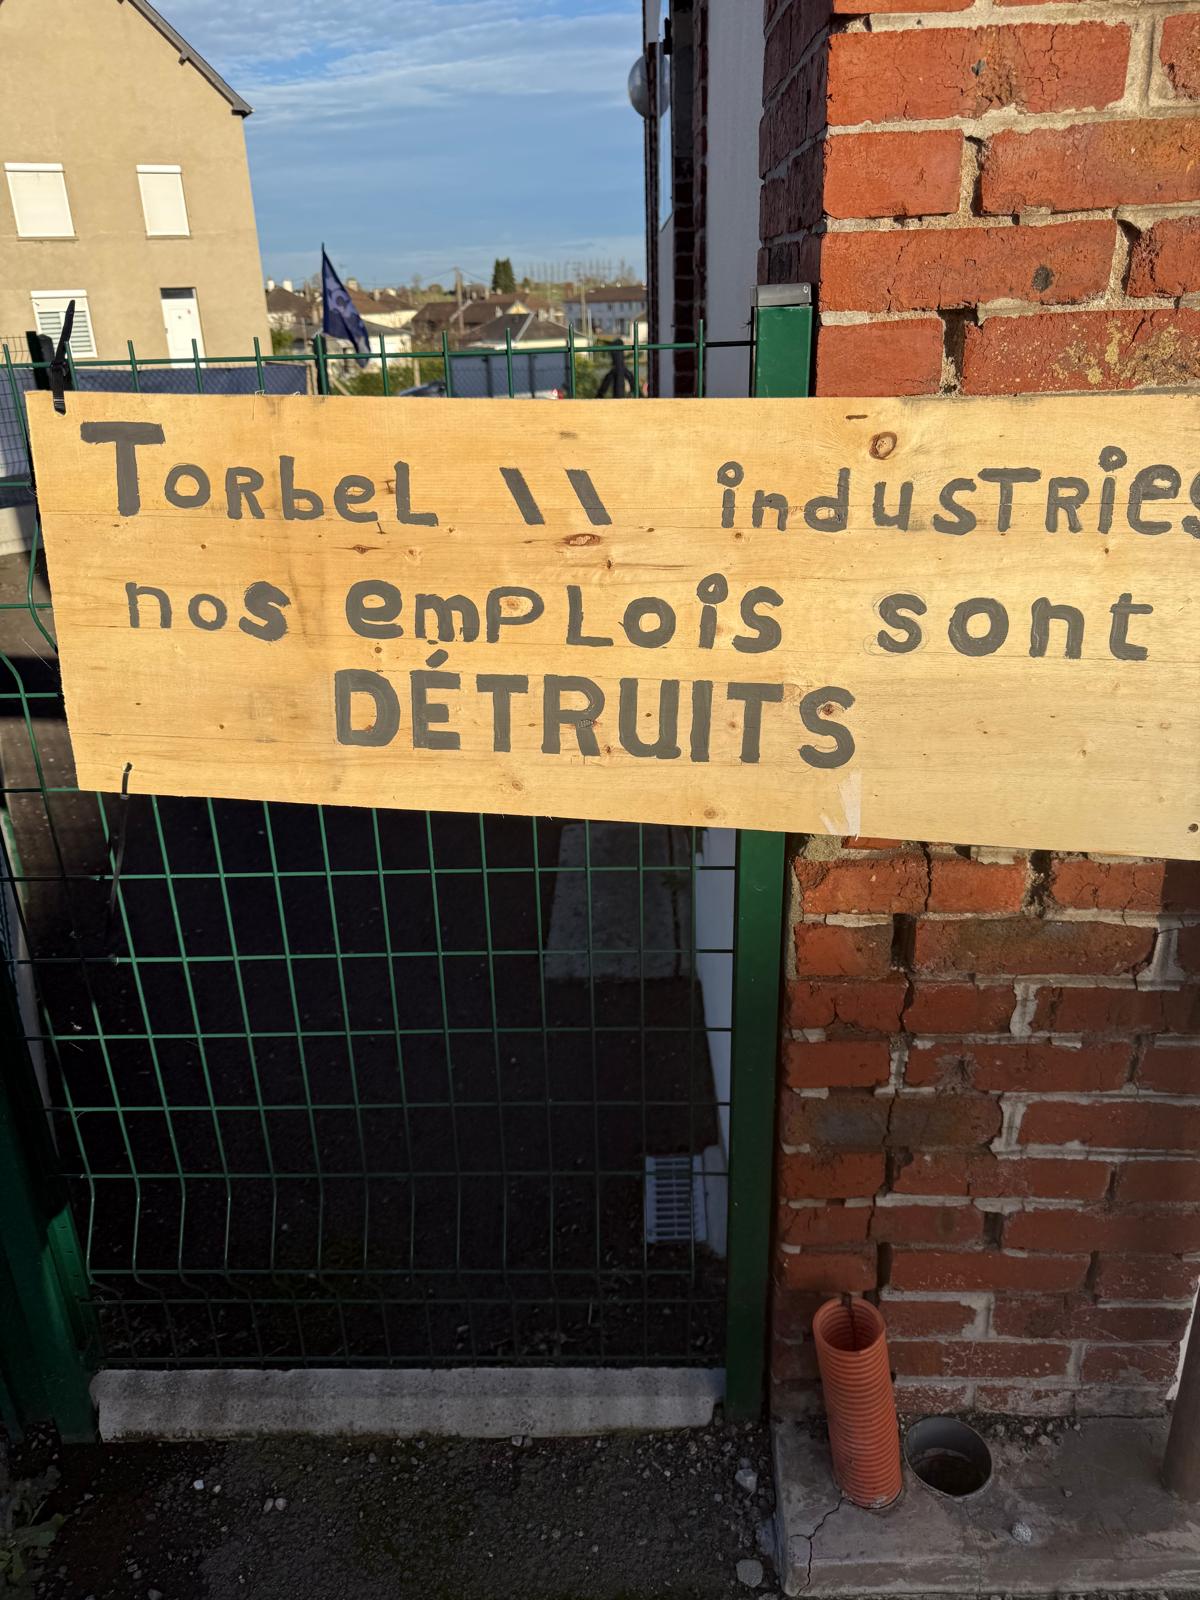 TORbeL \\ indusTRies
nos emPLois sont
DÉTRUITS